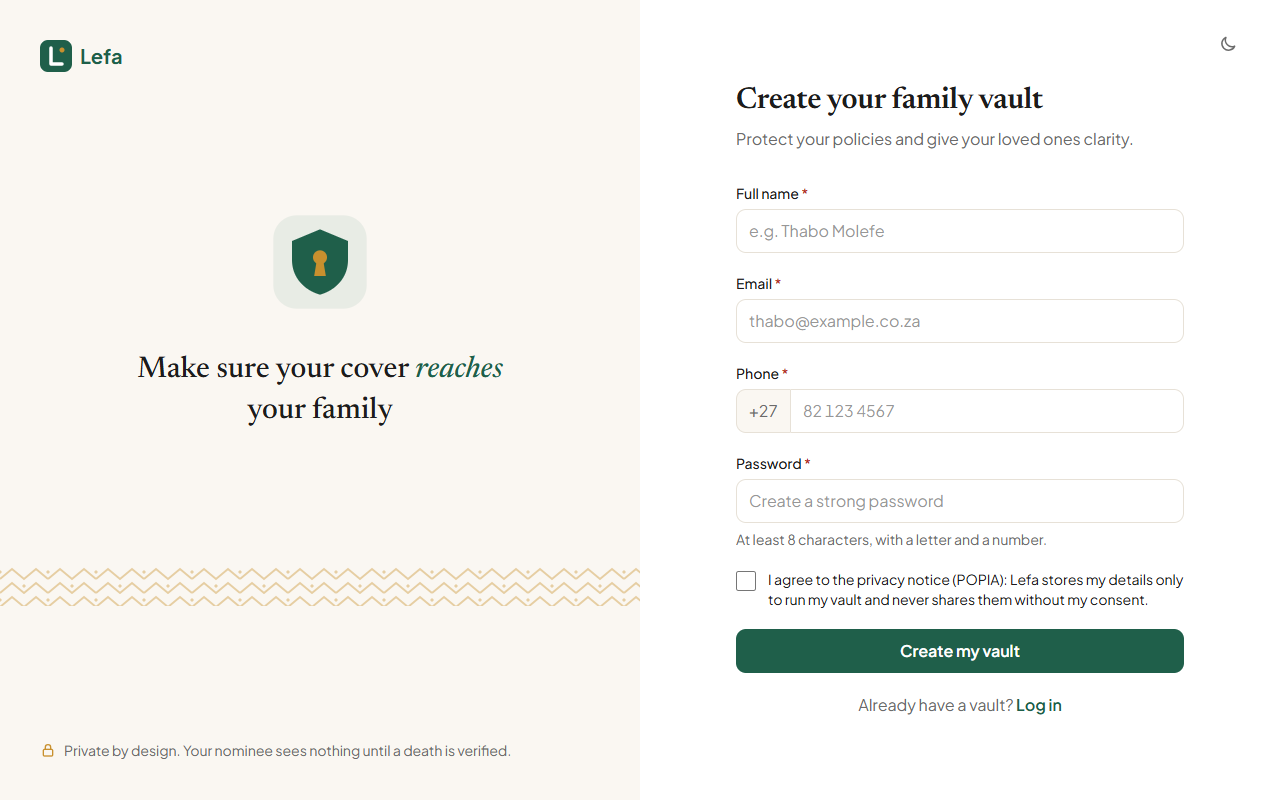 Lefa
Make sure your cover reaches
your family
Private by design. Your nominee sees nothing until a death is verified.
Create your family vault
Protect your policies and give your loved ones clarity.
Full name *
e.g. Thabo Molefe
Email *
thabo@example.co.za
Phone *
+27 82 123 4567
Password *
Create a strong password
At least 8 characters, with a letter and a number.
I agree to the privacy notice (POPIA): Lefa stores my details only
to run my vault and never shares them without my consent.
Create my vault
Already have a vault? Log in